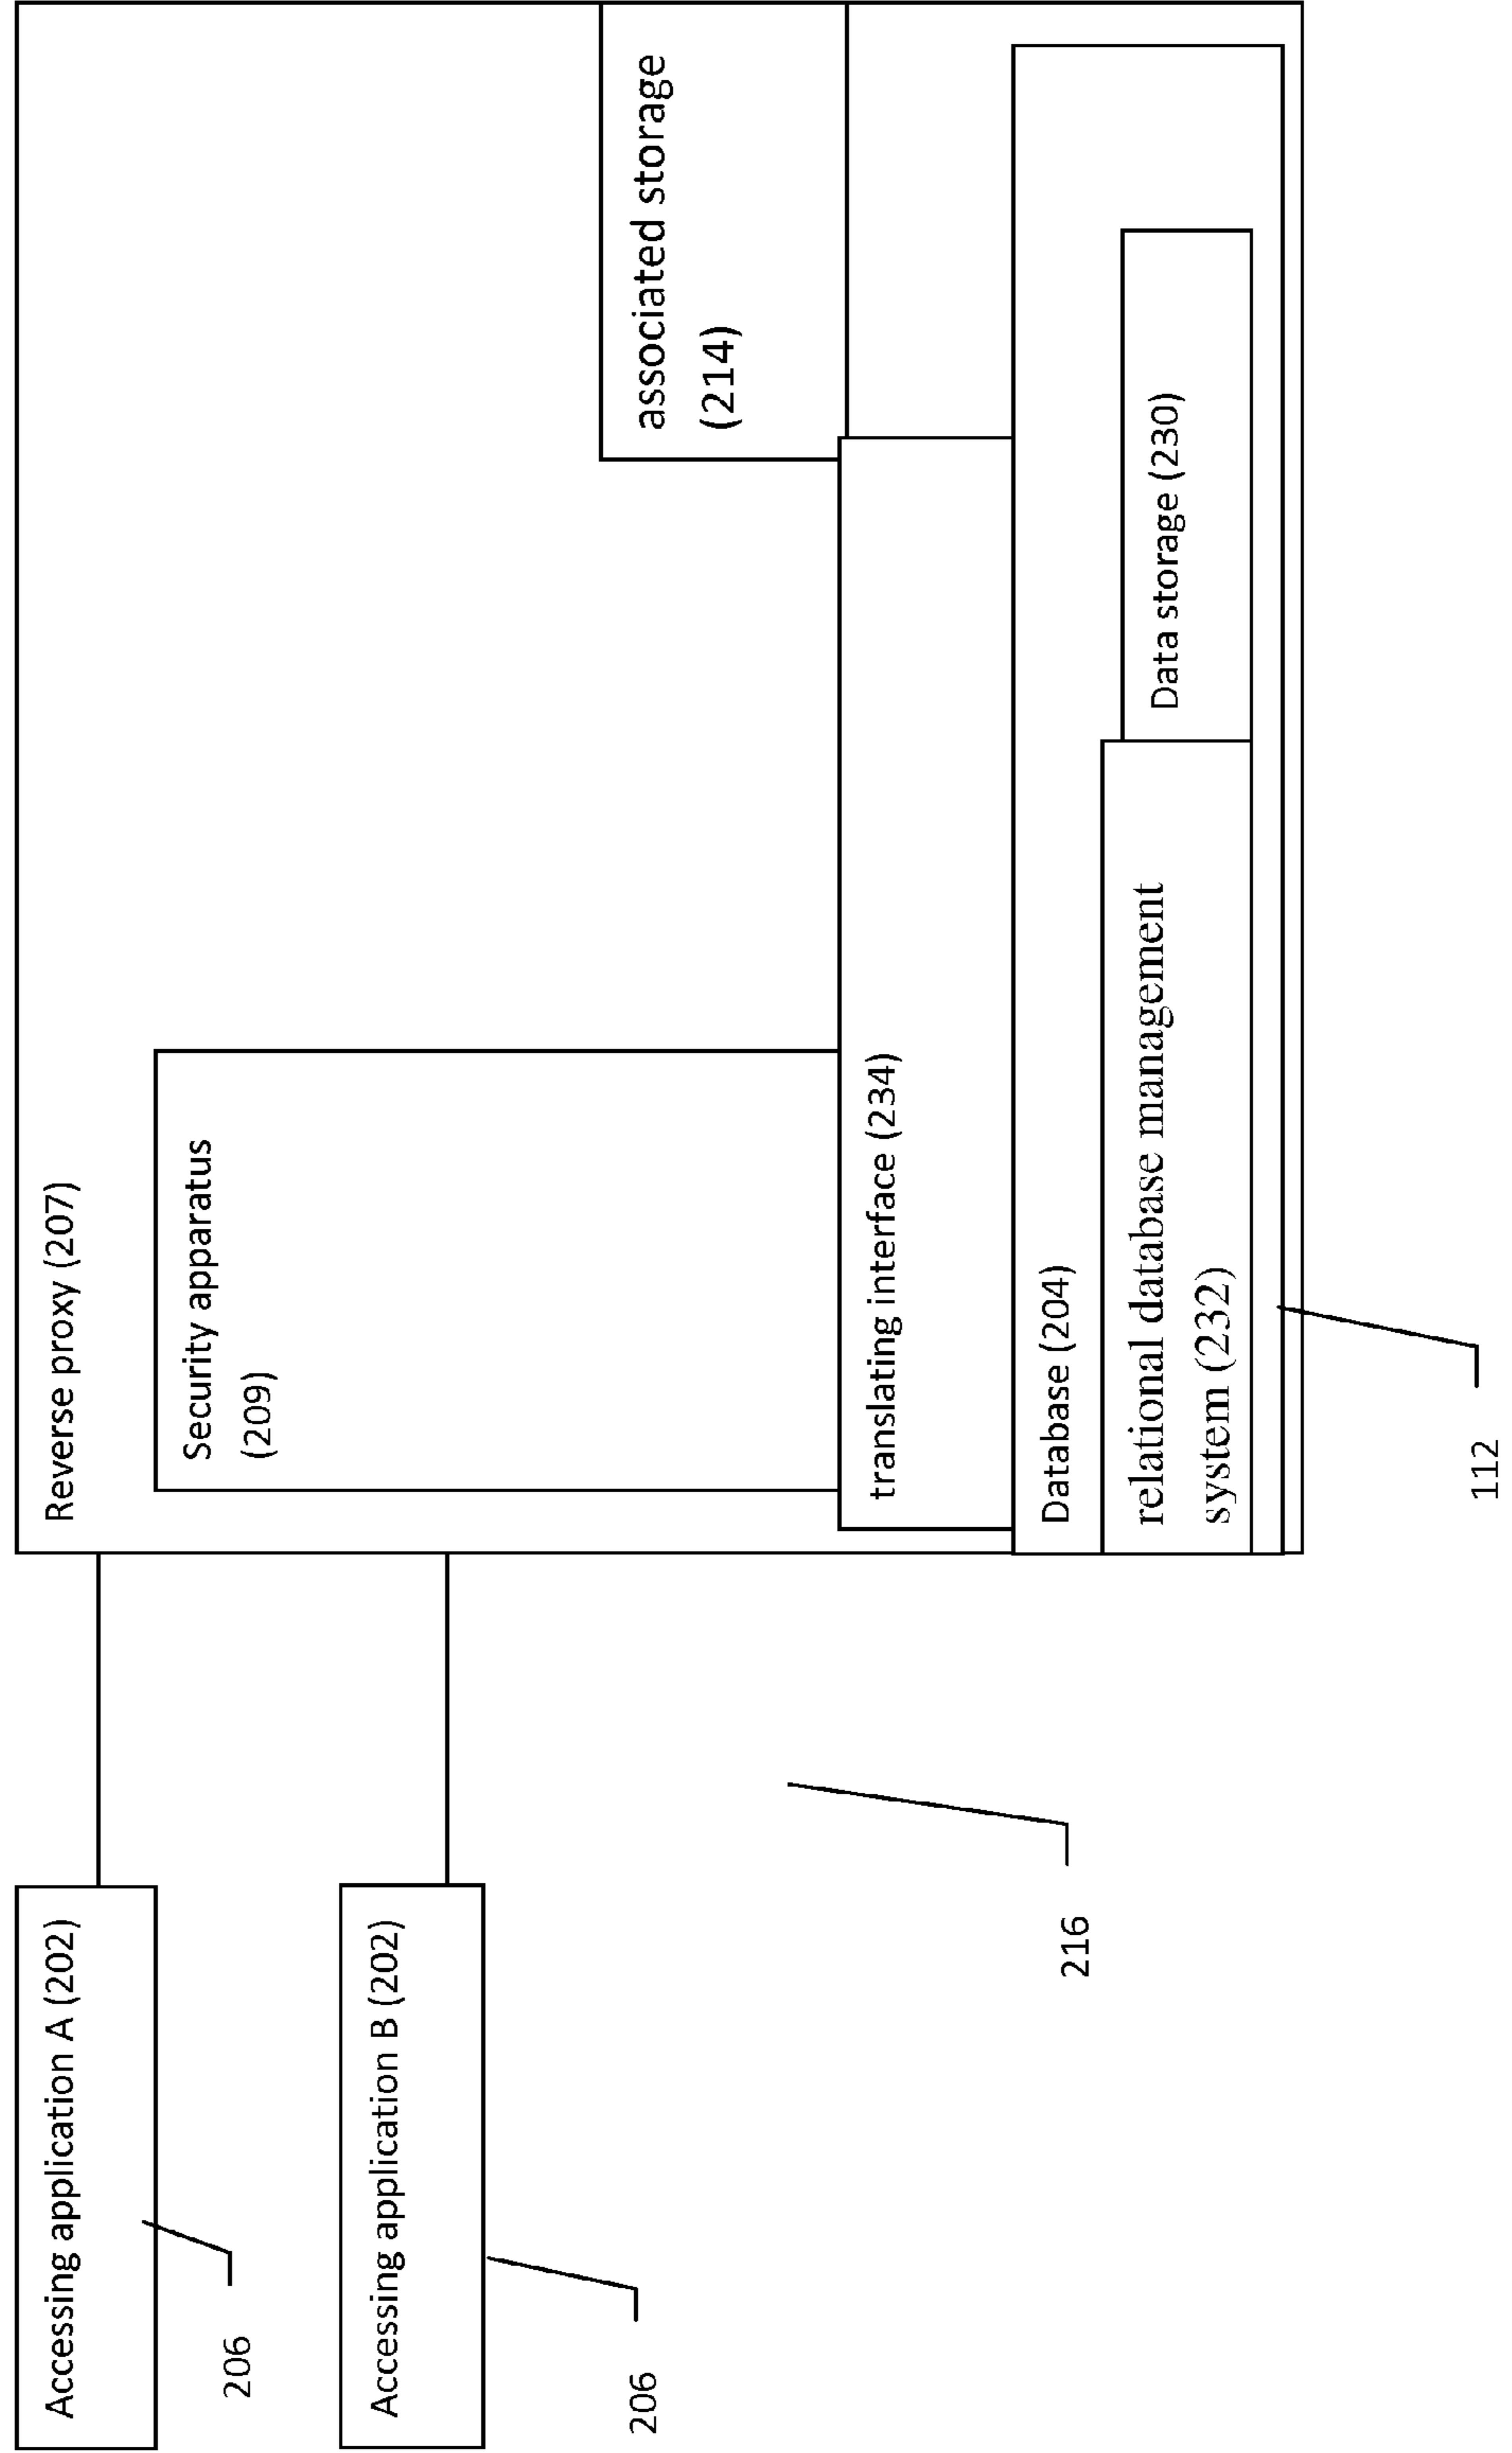 Accessing application A (202)
206
Accessing application B (202)
206
216
Reverse proxy (207)
Security apparatus
(209)
associated storage
(214)
translating interface (234)
Database (204)
relational database management
system (232)
Data storage (230)
112